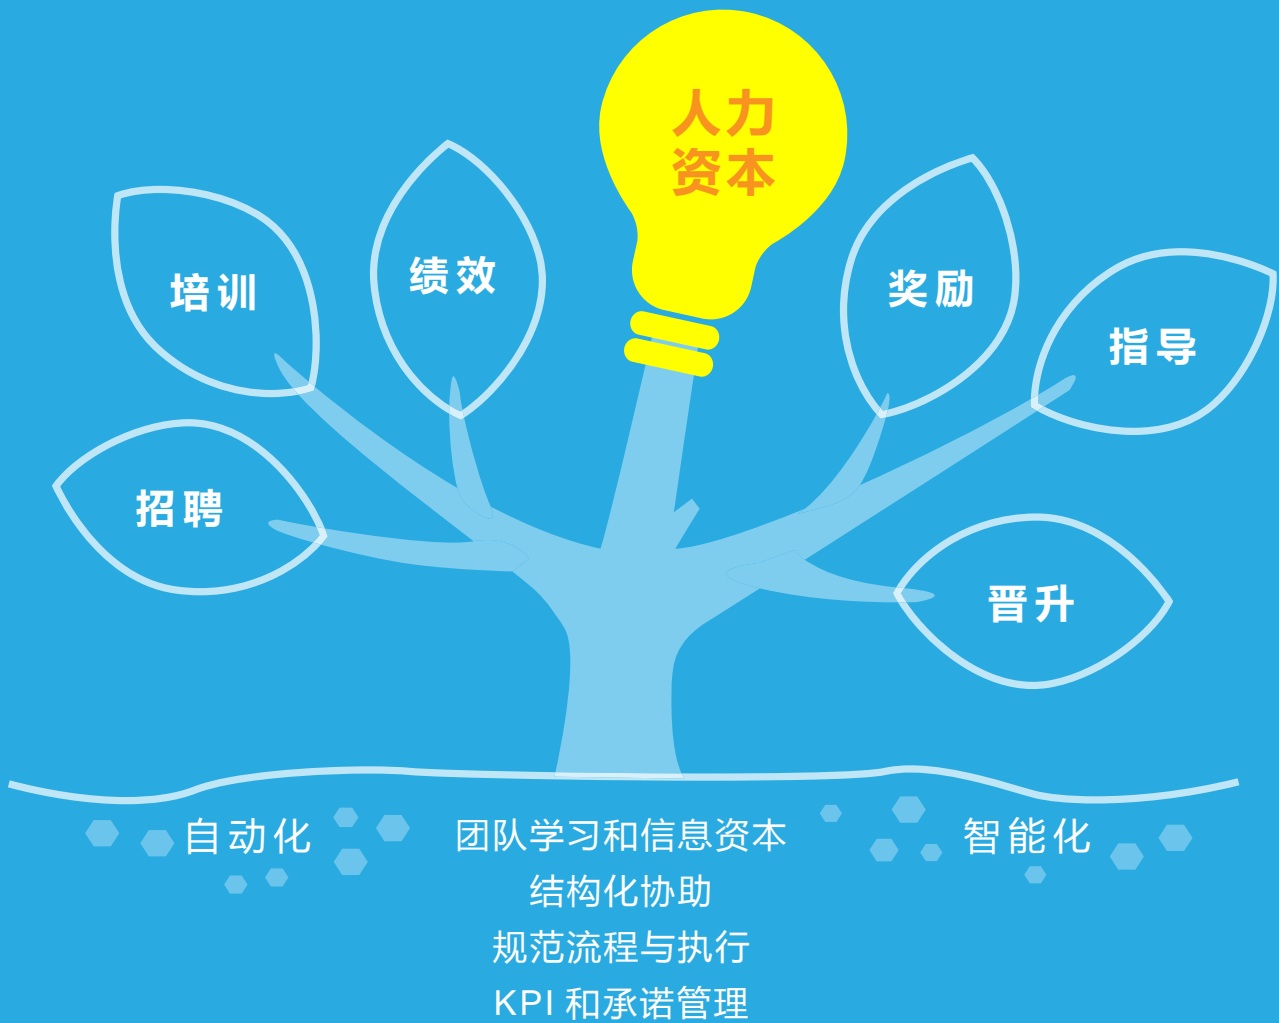 人力
资本
培训
绩效
奖励
指导
招聘
晋升
自动化
团队学习和信息资本
智能化
结构化协助
规范流程与执行
KPI 和承诺管理